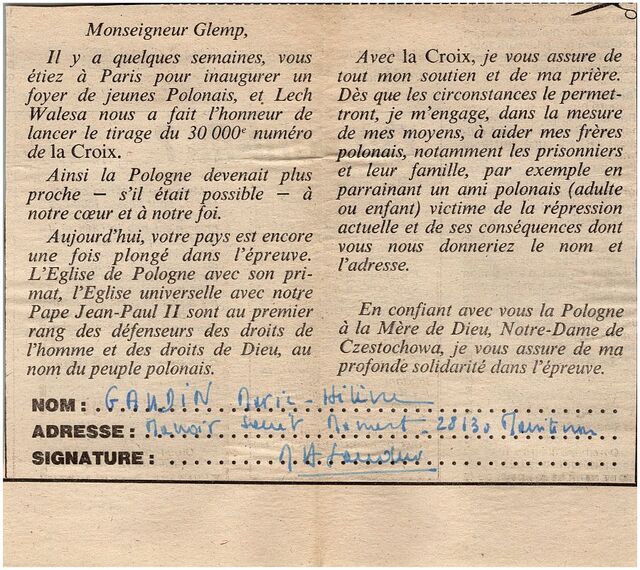 Monseigneur Glemp,
Il y a quelques semaines, vous
étiez à Paris pour inaugurer un
foyer de jeunes Polonais, et Lech
Walesa nous a fait l'honneur de
lancer le tirage du 30 000e numéro
de la Croix.
Ainsi la Pologne devenait plus
proche — s'il était possible — à
notre cœur et à notre foi.
Aujourd'hui, votre pays est encore
une fois plongé dans l'épreuve.
L'Eglise de Pologne avec son pri-
mat, l'Eglise universelle avec notre
Pape Jean-Paul II sont au premier
rang des défenseurs des droits de
l'homme et des droits de Dieu, au
nom du peuple polonais.
Avec la Croix, je vous assure de
tout mon soutien et de ma prière.
Dès que les circonstances le permet-
tront, je m'engage, dans la mesure
de mes moyens, à aider mes frères
polonais, notamment les prisonniers
et leur famille, par exemple en
parrainant un ami polonais (adulte
ou enfant) victime de la répression
actuelle et de ses conséquences dont
vous nous donneriez le nom et
l'adresse.
En confiant avec vous la Pologne
à la Mère de Dieu, Notre-Dame de
Czestochowa, je vous assure de ma
profonde solidarité dans l'épreuve.
NOM : GAUDIN Marie-Hélène
ADRESSE : Manoir Saint 28130 Maintenon
SIGNATURE :